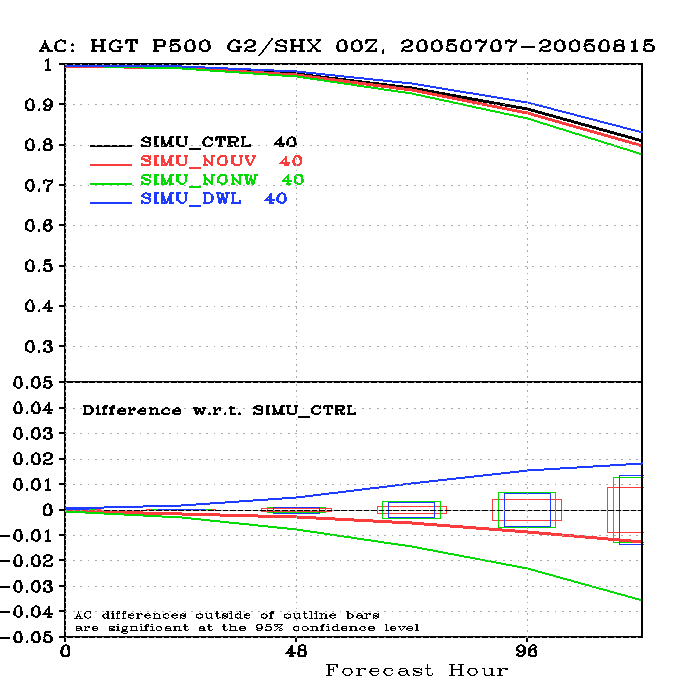 AC: HGT P500 G2/SHX 00Z, 20050707-20050815
1
0.9
0.8
0.7
0.6
0.5
0.4
0.3
SIMU_CTRL 40
SIMU_NOUV 40
SIMU_NONW 40
SIMU_DWL 40
0.05
0.04
0.03
0.02
0.01
0
-0.01
-0.02
-0.03
-0.04
-0.05
Difference w.r.t. SIMU_CTRL
AC differences outside of outline bars
are significant at the 95% confidence level
0 48 96
Forecast Hour